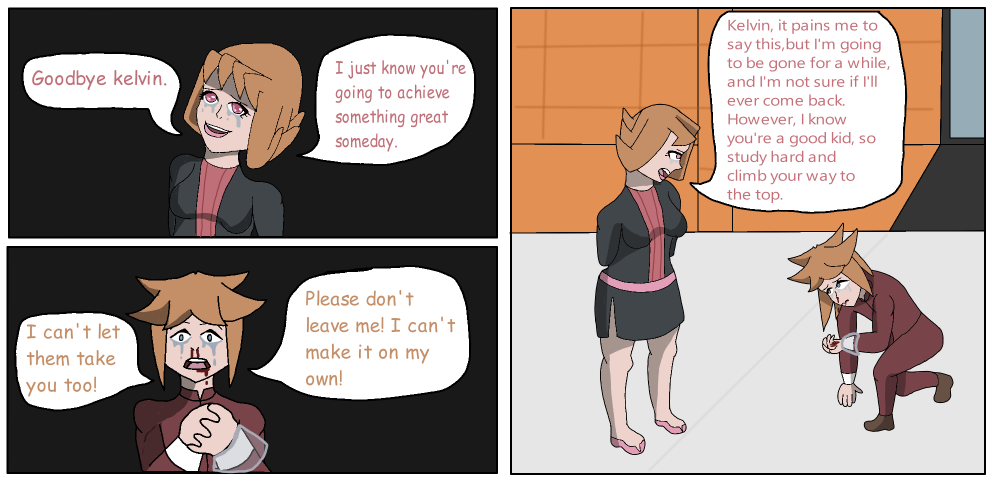 Goodbye kelvin.
I just know you're
going to achieve
something great
someday.
I can't let
them take
you too!
Please don't
leave me! I can't
make it on my
own!
Kelvin, it pains me to
say this,but I'm going
to be gone for a while,
and I'm not sure if I'll
ever come back.
However, I know
you're a good kid, so
study hard and
climb your way to
the top.